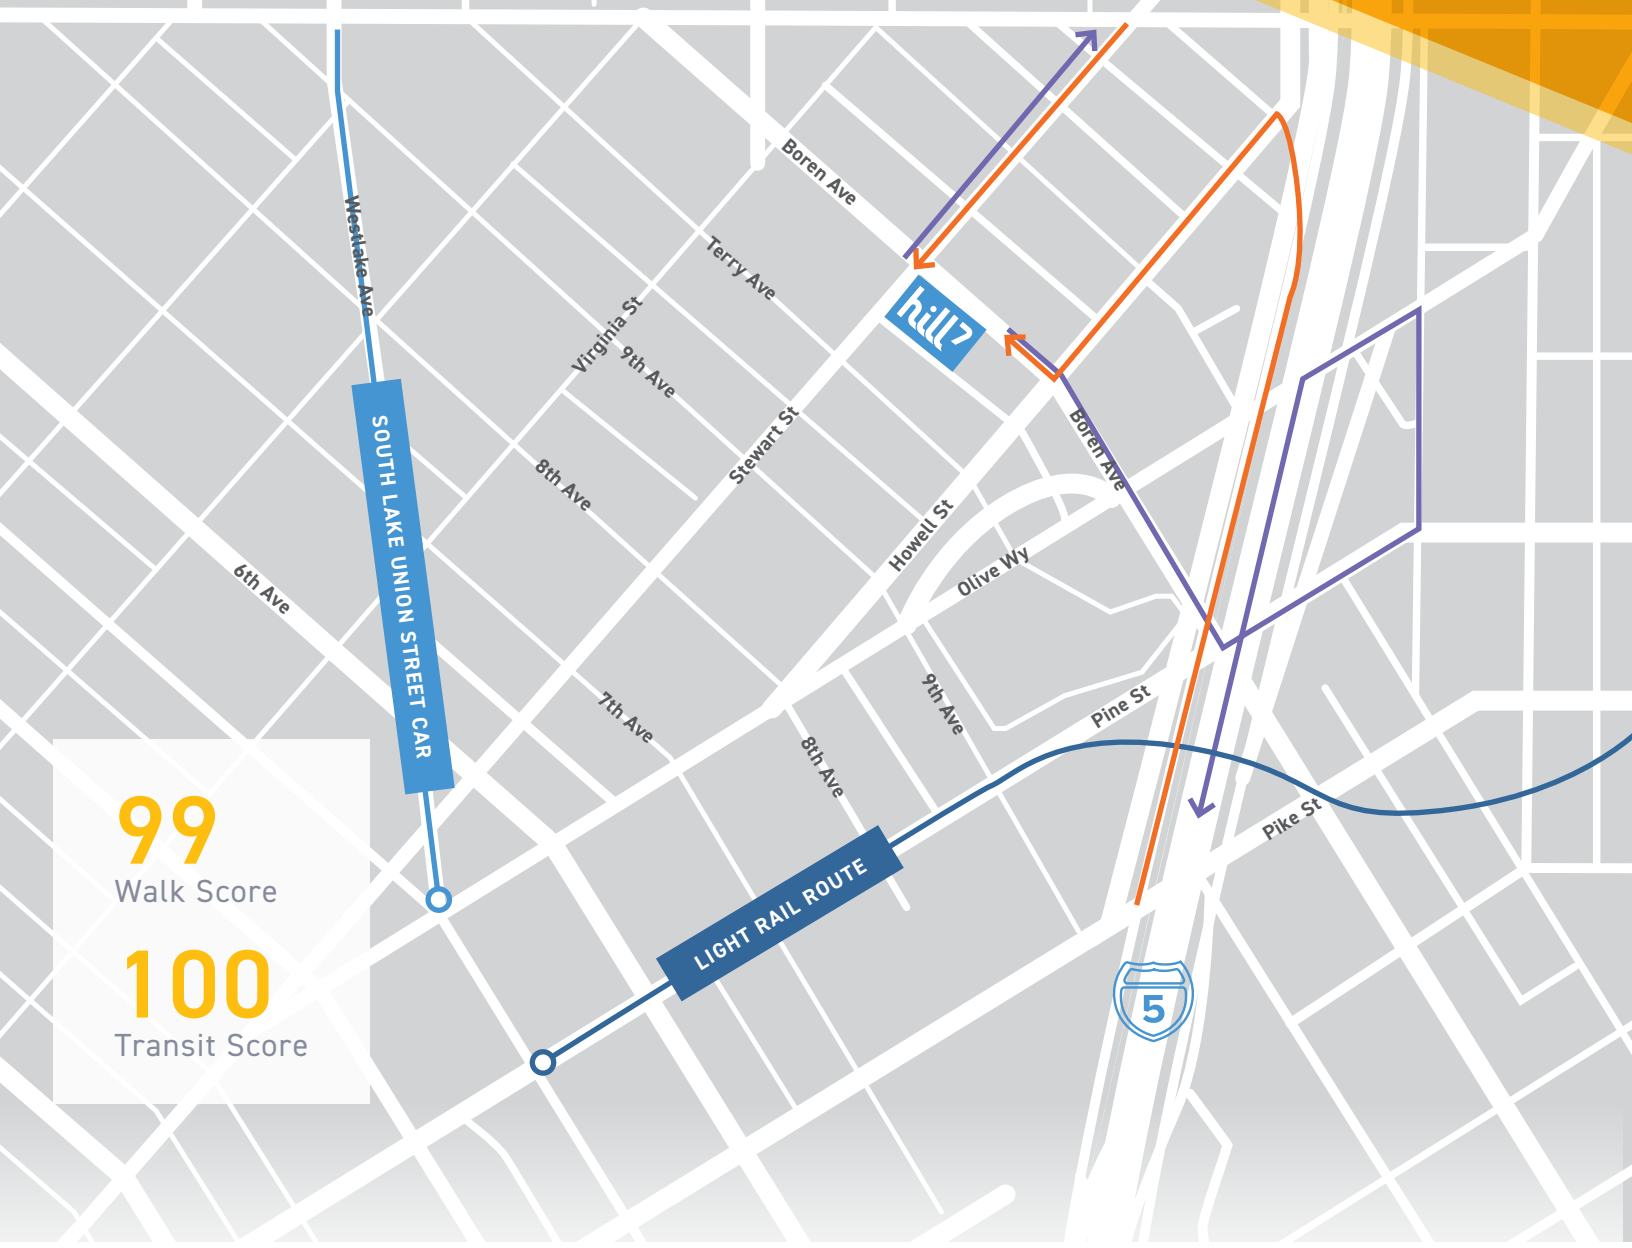 Boren Ave
Westlake Ave
Terry Ave
Virginia St
hill7
9th Ave
Stewart St
Boren Ave
SOUTH LAKE UNION STREET CAR
8th Ave
Howell St
Olive Wy
6th Ave
9th Ave
Pine St
7th Ave
8th Ave
Pike St
99
Walk Score
LIGHT RAIL ROUTE
100
Transit Score
5